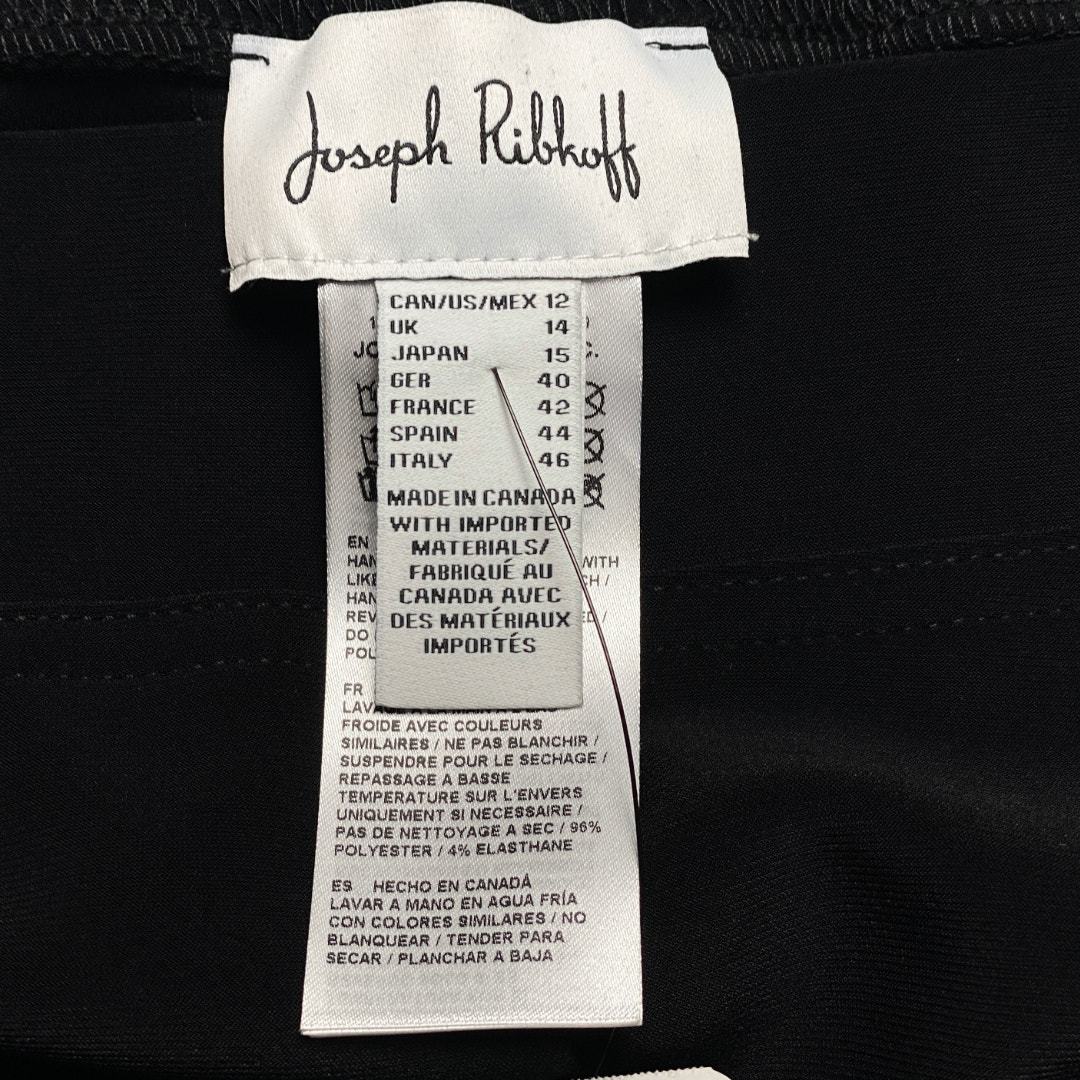 Joseph Ribkoff
CAN/US/MEX 12
UK 14
JAPAN 15
GER 40
FRANCE 42
SPAIN 44
ITALY 46
MADE IN CANADA
WITH IMPORTED
MATERIALS/
FABRIQUÉ AU
CANADA AVEC
DES MATÉRIAUX
IMPORTÉS
EN
WITH
DO
FR
FROIDE AVEC COULEURS
SIMILAIRES / NE PAS BLANCHIR /
SUSPENDRE POUR LE SECHAGE /
REPASSAGE A BASSE
TEMPERATURE SUR L'ENVERS
UNIQUEMENT SI NECESSAIRE /
PAS DE NETTOYAGE A SEC / 96%
POLYESTER / 4% ELASTHANE
ES HECHO EN CANADÁ
LAVAR A MANO EN AGUA FRÍA
CON COLORES SIMILARES / NO
BLANQUEAR / TENDER PARA
SECAR / PLANCHAR A BAJA